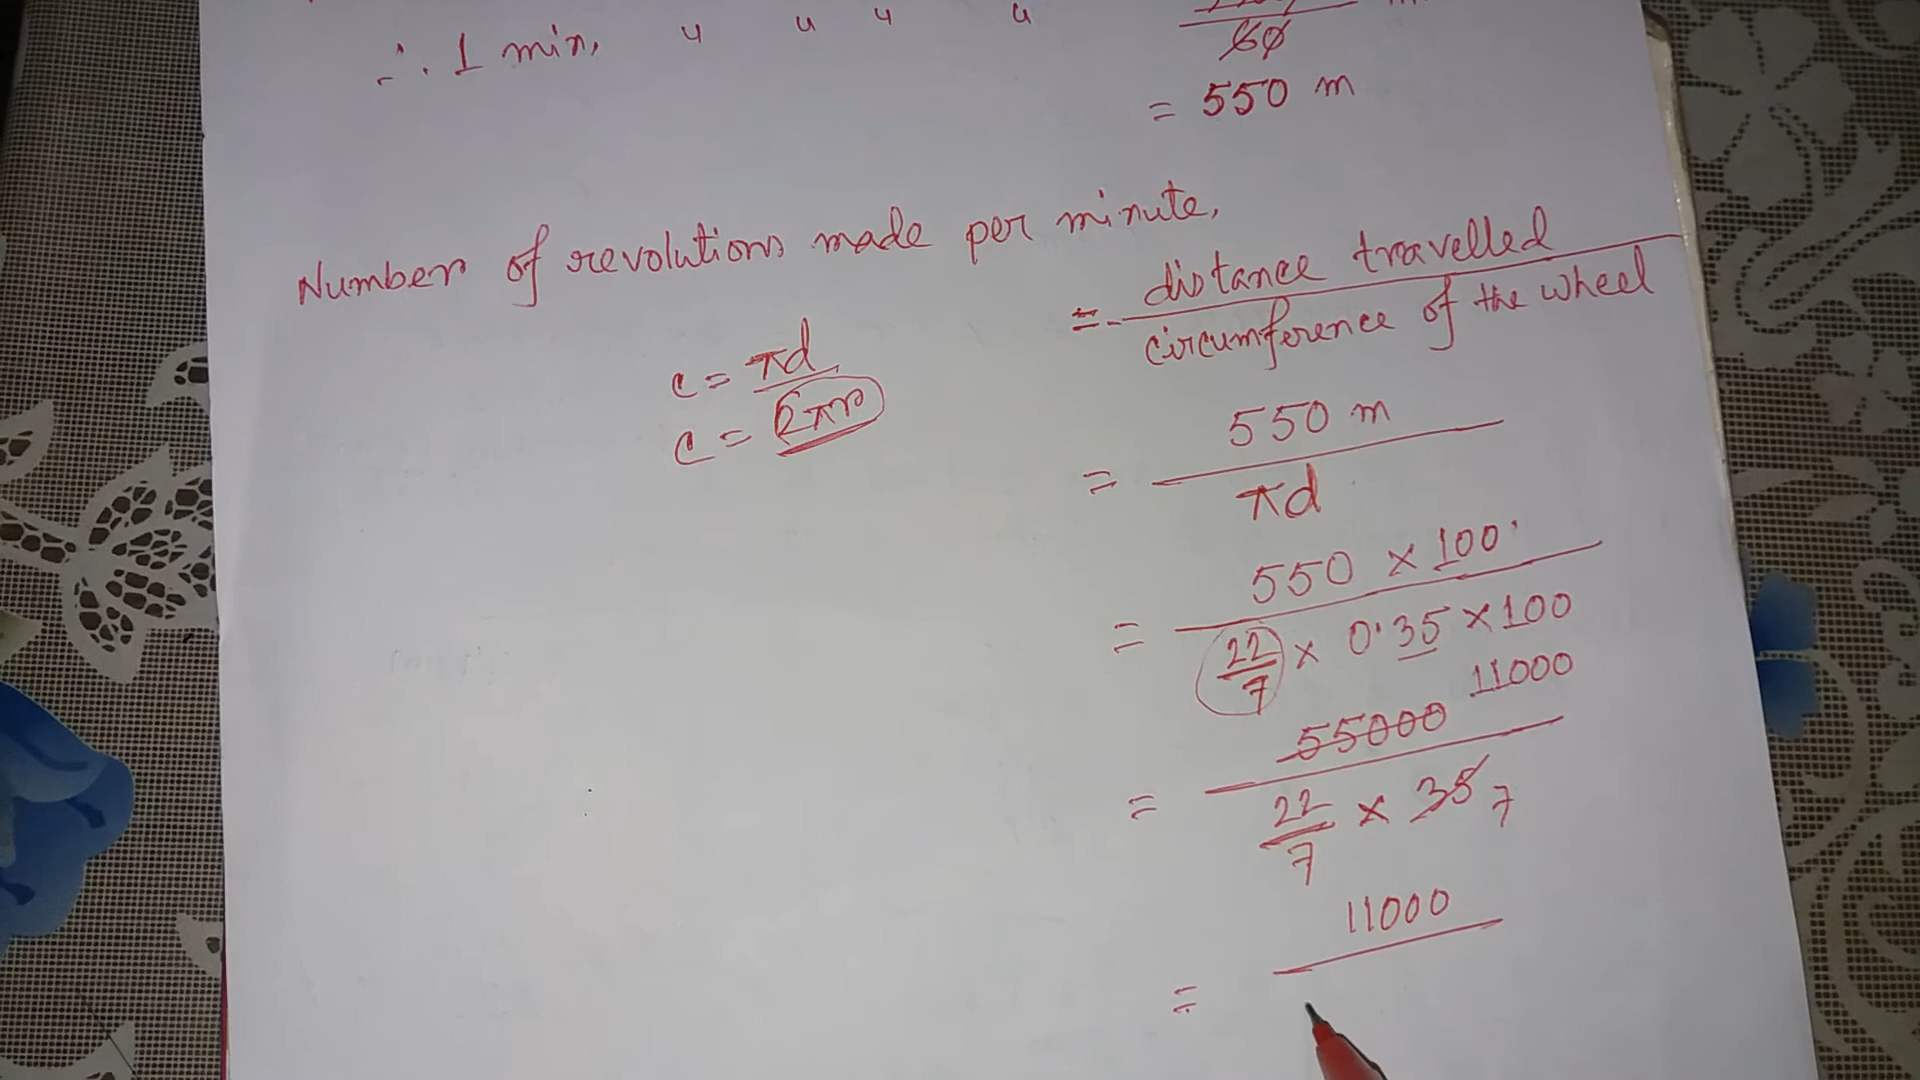 ∴ 1 min, " " " "
60
= 550 m
Number of revolutions made per minute,
= distance travelled
circumference of the wheel
c = πd
c = 2πr
= 550 m
πd
= 550 × 100
22/7 × 0.35 × 100
= 55000 11000
22/7 × 35 7
= 11000